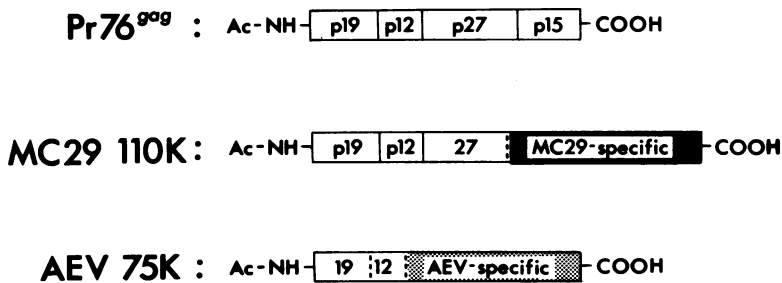 Pr76gag : Ac-NH- p19 p12 p27 p15 -COOH
MC29 110K : Ac-NH- p19 p12 27 MC29-specific -COOH
AEV 75K : Ac-NH- 19 12 AEV-specific -COOH